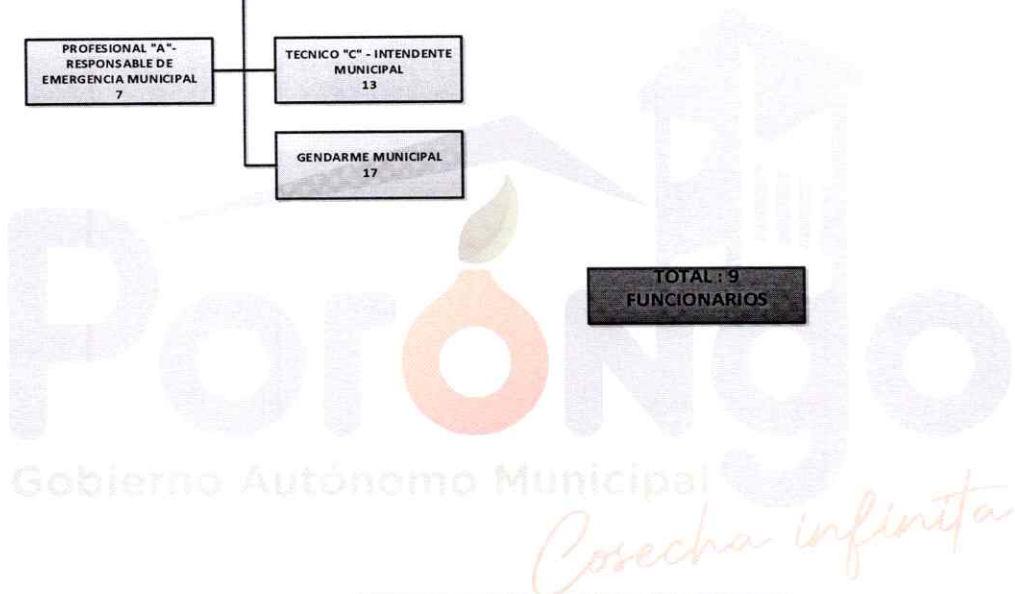 PROFESIONAL "A"-
RESPONSABLE DE
EMERGENCIA MUNICIPAL
7
TECNICO "C" - INTENDENTE
MUNICIPAL
13
GENDARME MUNICIPAL
17
TOTAL : 9
FUNCIONARIOS
Poróngo
Gobierno Autónomo Municipal
Cosecha infinita